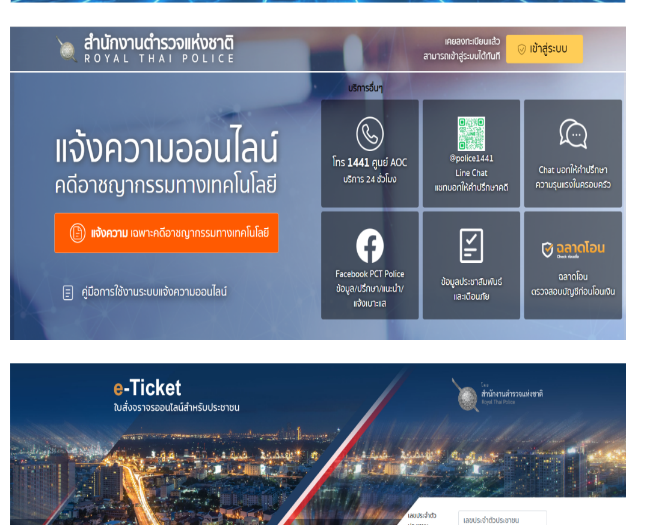 สำนักงานตำรวจแห่งชาติ
ROYAL THAI POLICE
เคยลงทะเบียนแล้ว
สามารถเข้าสู่ระบบได้ทันที
เข้าสู่ระบบ
บริการอื่นๆ
แจ้งความออนไลน์
คดีอาชญากรรมทางเทคโนโลยี
แจ้งความ เฉพาะคดีอาชญากรรมทางเทคโนโลยี
คู่มือการใช้งานระบบแจ้งความออนไลน์
โทร 1441 ศูนย์ AOC
บริการ 24 ชั่วโมง
@police1441
Line Chat
แชทบอทให้คำปรึกษาคดี
Chat บอทให้คำปรึกษา
ความรุนแรงในครอบครัว
Facebook PCT Police
ข้อมูล/ปรึกษา/แนะนำ/
แจ้งเบาะแส
ข้อมูลประชาสัมพันธ์
และเตือนภัย
ฉลาดโอน
ฉลาดโอน
ตรวจสอบบัญชีก่อนโอนเงิน
e-Ticket
ใบสั่งจราจรออนไลน์สำหรับประชาชน
โดย
สำนักงานตำรวจแห่งชาติ
Royal Thai Police
เลขประจำตัว
เลขประจำตัวประชาชน